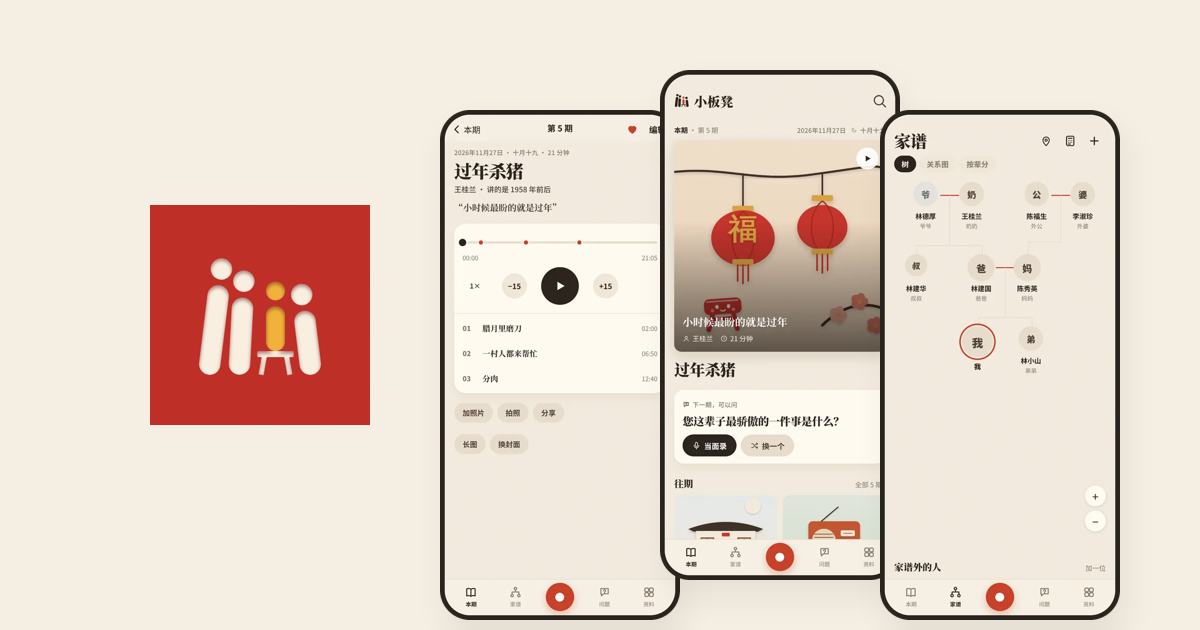 本期
第 5 期
2026年11月27日 · 十月十九 · 21 分钟
过年杀猪
王桂兰 · 讲的是 1958 年前后
“小时候最盼的就是过年”
00:00
21:05
1×
−15
+15
01 腊月里磨刀 02:00
02 一村人都来帮忙 06:50
03 分肉 12:40
加照片
拍照
分享
长图
换封面
本期
家谱
问题
资料
小板凳
本期 · 第 5 期
2026年11月27日
福
小时候最盼的就是过年
王桂兰
21 分钟
过年杀猪
下一期，可以问
您这辈子最骄傲的一件事是什么？
当面录
换一个
往期
本期
家谱
问题
资料
家谱
树
关系图
按辈分
爷
奶
公
婆
林德厚
王桂兰
陈福生
李淑珍
爷爷
奶奶
外公
外婆
叔
爸
妈
林建华
林建国
陈秀英
叔叔
爸爸
妈妈
我
弟
我
林小山
弟弟
+
−
家谱外的人
加一位
本期
家谱
问题
资料